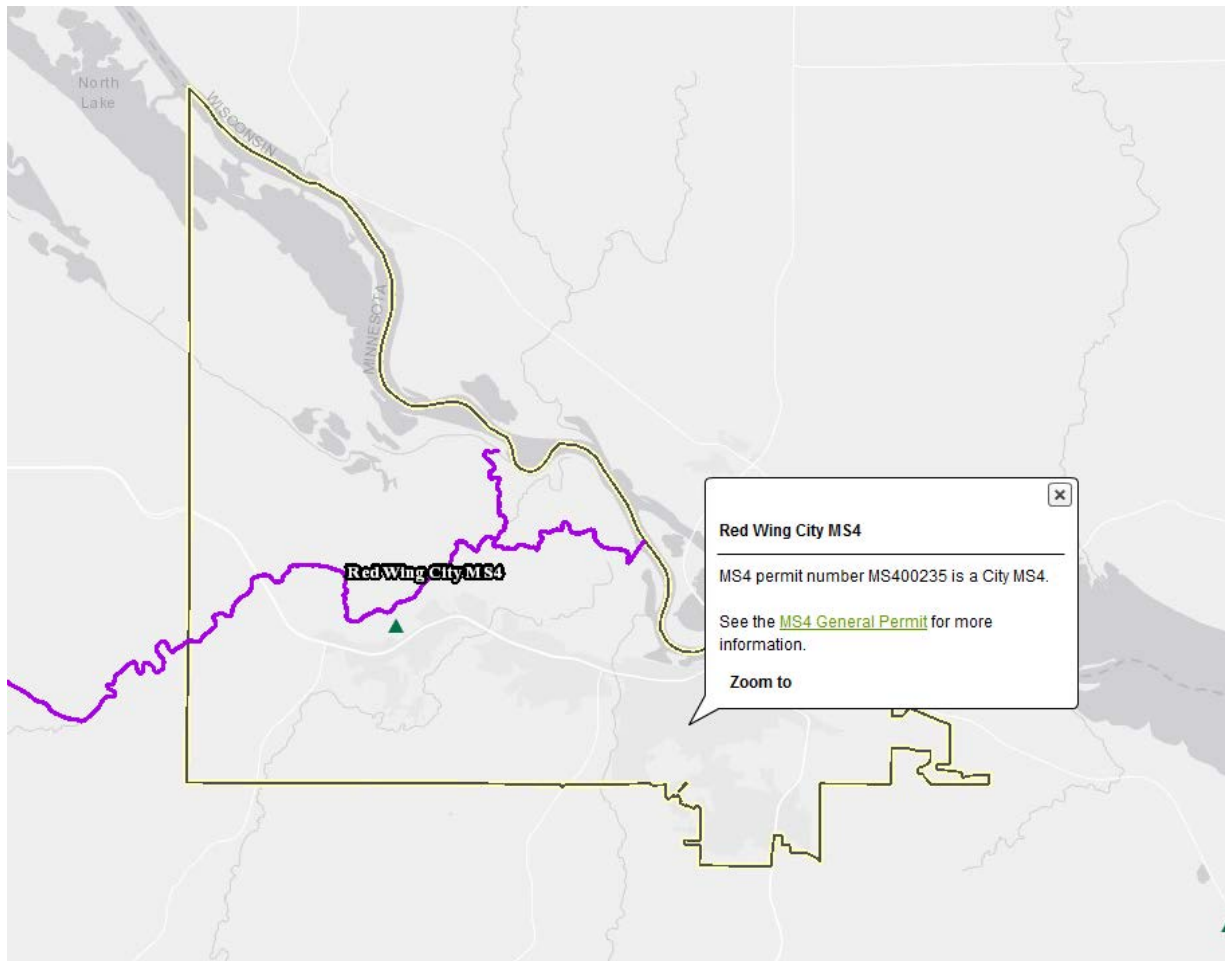 North
Lake
WISCONSIN
MINNESOTA
Red Wing City MS4
Red Wing City MS4
MS4 permit number MS400235 is a City MS4.
See the MS4 General Permit for more
information.
Zoom to